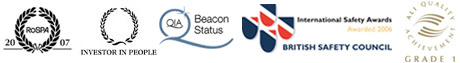 RoSPA
20 07
INVESTOR IN PEOPLE
QIA
Beacon
Status
International Safety Awards
Awarded 2006
BRITISH SAFETY COUNCIL
ALI QUALITY
ACHIEVEMENT
GRADE 1